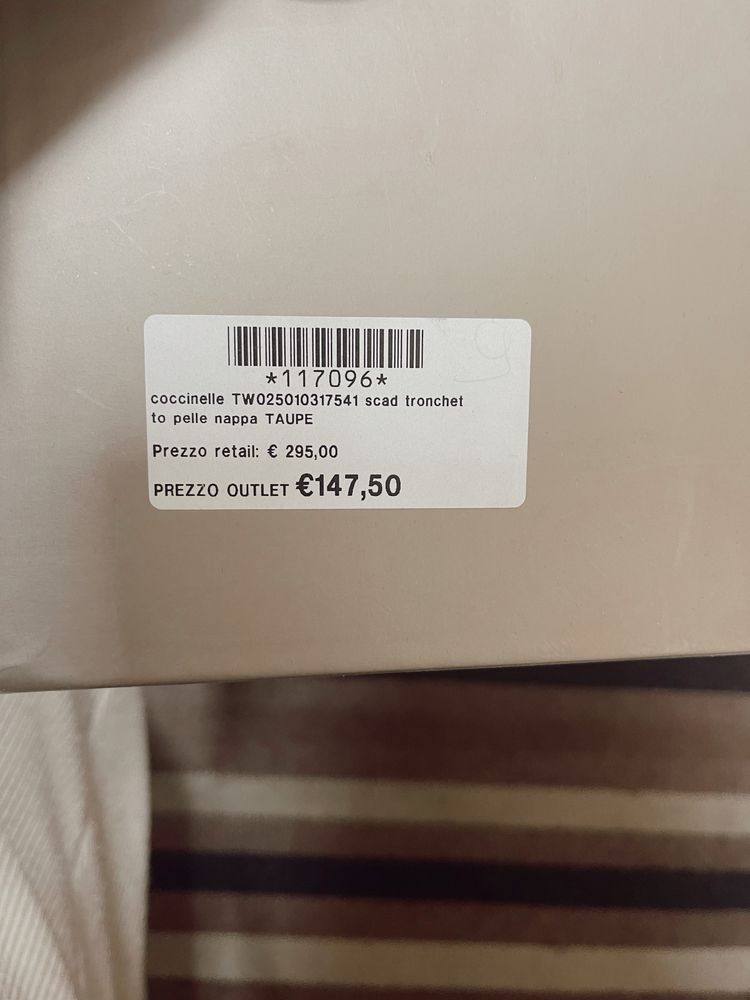 *117096*
coccinelle TW025010317541 scad tronchet
to pelle nappa TAUPE
Prezzo retail: € 295,00
PREZZO OUTLET €147,50